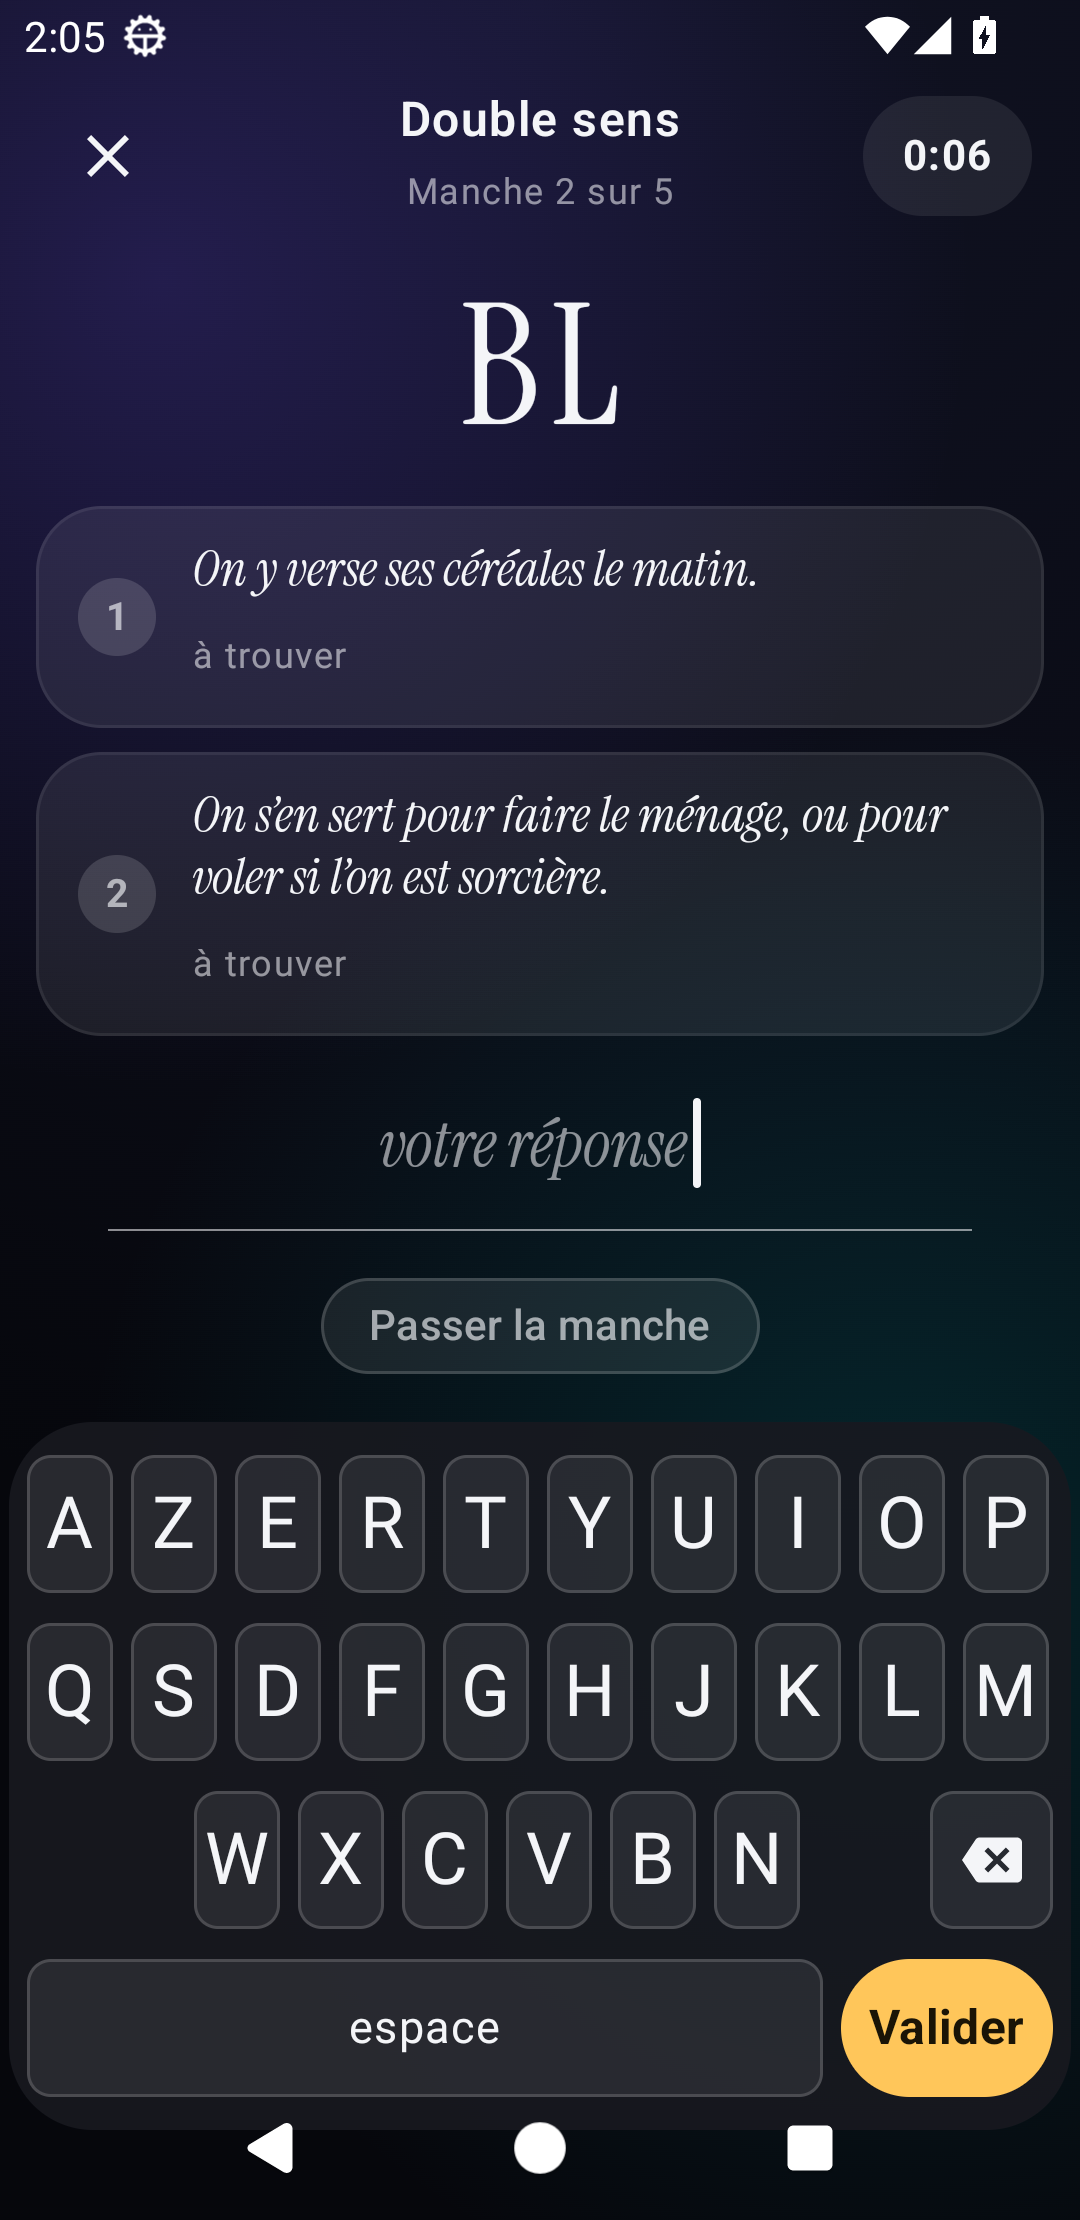 2:05
Double sens
Manche 2 sur 5
0:06
BL
1
On y verse ses céréales le matin.
à trouver
2
On s’en sert pour faire le ménage, ou pour
voler si l’on est sorcière.
à trouver
votre réponse
Passer la manche
A Z E R T Y U I O P
Q S D F G H J K L M
W X C V B N
espace
Valider